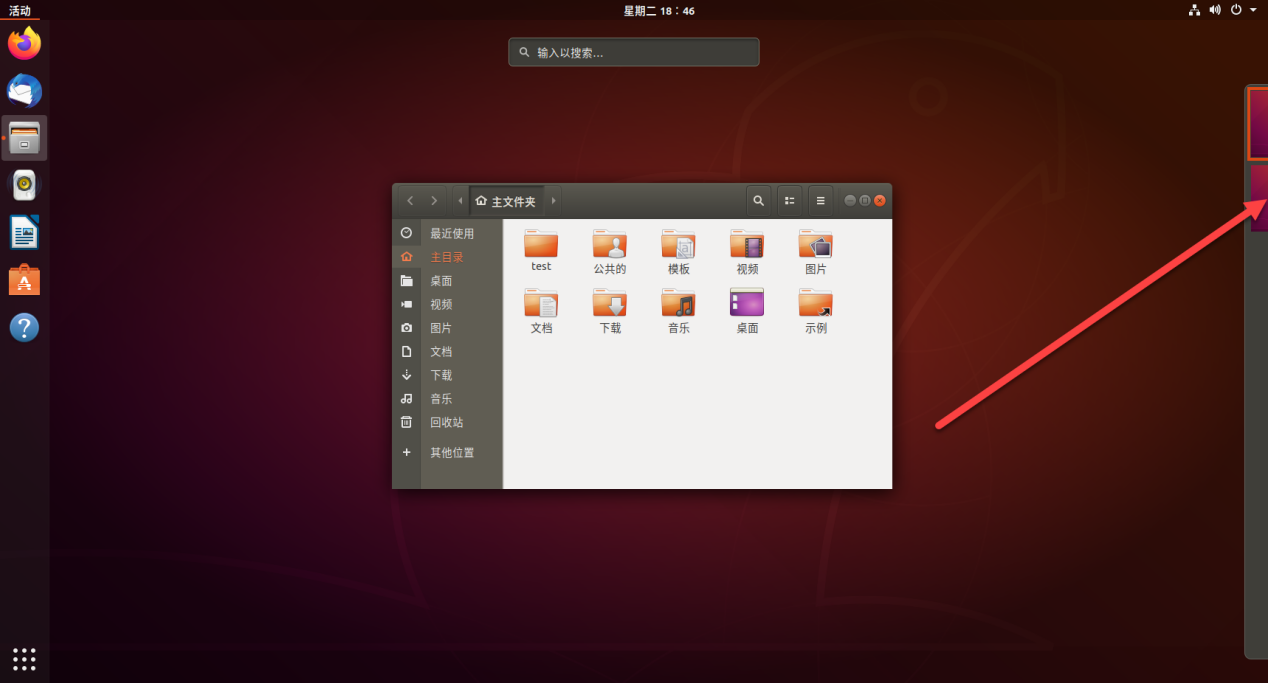 活动
星期二 18：46
输入以搜索...
主文件夹
最近使用
主目录
桌面
视频
图片
文档
下载
音乐
回收站
其他位置
test
公共的
模板
视频
图片
文档
下载
音乐
桌面
示例